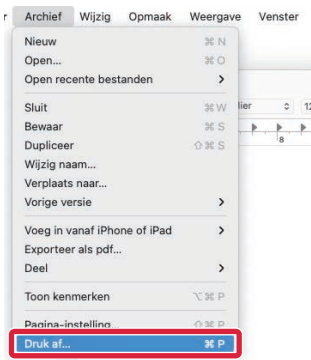 r Archief Wijzig Opmaak Weergave Venster
Nieuw ⌘ N
Open... ⌘ O
Open recente bestanden >
lier 12
Sluit ⌘ W
Bewaar ⌘ S
8
Dupliceer ⇧ ⌘ S
Wijzig naam...
Verplaats naar...
Vorige versie >
Voeg in vanaf iPhone of iPad >
Exporteer als pdf...
Deel >
Toon kenmerken ⌥ ⌘ P
Pagina-instelling... ⇧ ⌘ P
Druk af... ⌘ P